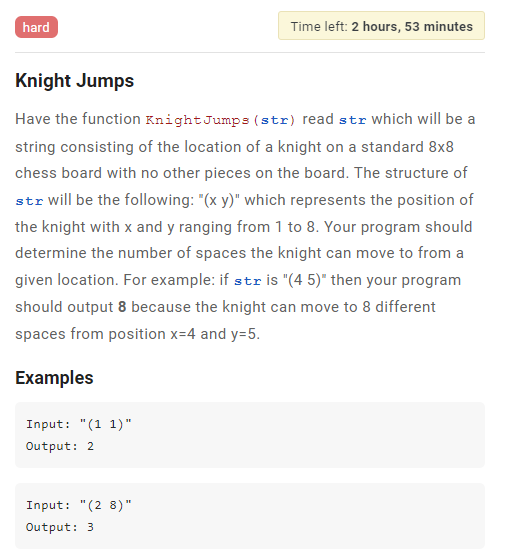 hard
Time left: 2 hours, 53 minutes
Knight Jumps
Have the function KnightJumps(str) read str which will be a
string consisting of the location of a knight on a standard 8x8
chess board with no other pieces on the board. The structure of
str will be the following: "(x y)" which represents the position of
the knight with x and y ranging from 1 to 8. Your program should
determine the number of spaces the knight can move to from a
given location. For example: if str is "(4 5)" then your program
should output 8 because the knight can move to 8 different
spaces from position x=4 and y=5.
Examples
Input: "(1 1)"
Output: 2
Input: "(2 8)"
Output: 3